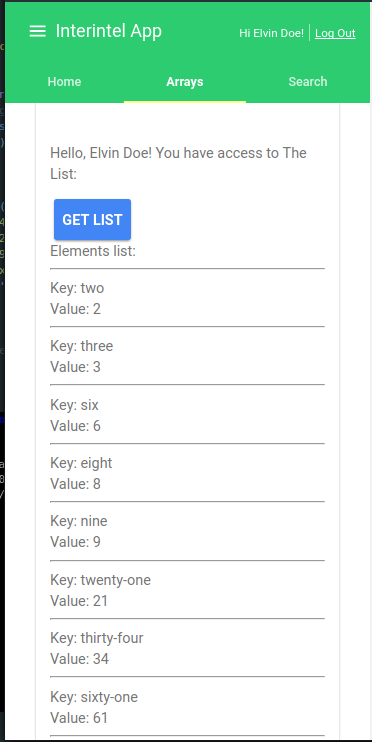 Interintel App
Hi Elvin Doe!
Log Out
Home
Arrays
Search
Hello, Elvin Doe! You have access to The
List:
GET LIST
Elements list:
Key: two
Value: 2
Key: three
Value: 3
Key: six
Value: 6
Key: eight
Value: 8
Key: nine
Value: 9
Key: twenty-one
Value: 21
Key: thirty-four
Value: 34
Key: sixty-one
Value: 61